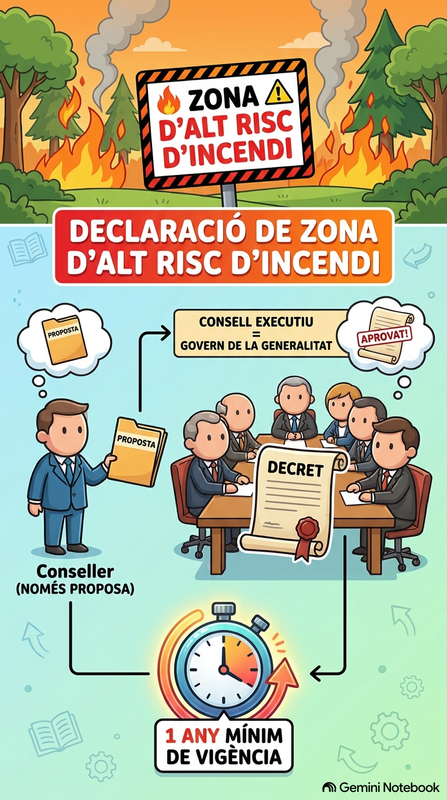 ZONA
D'ALT RISC
D'INCENDI
DECLARACIÓ DE ZONA
D'ALT RISC D'INCENDI
PROPOSTA
CONSELL EXECUTIU
=
GOVERN DE LA GENERALITAT
APROVAT!
PROPOSTA
DECRET
Conseller
(NOMÉS PROPOSA)
1 ANY MÍNIM
DE VIGÈNCIA
Gemini Notebook